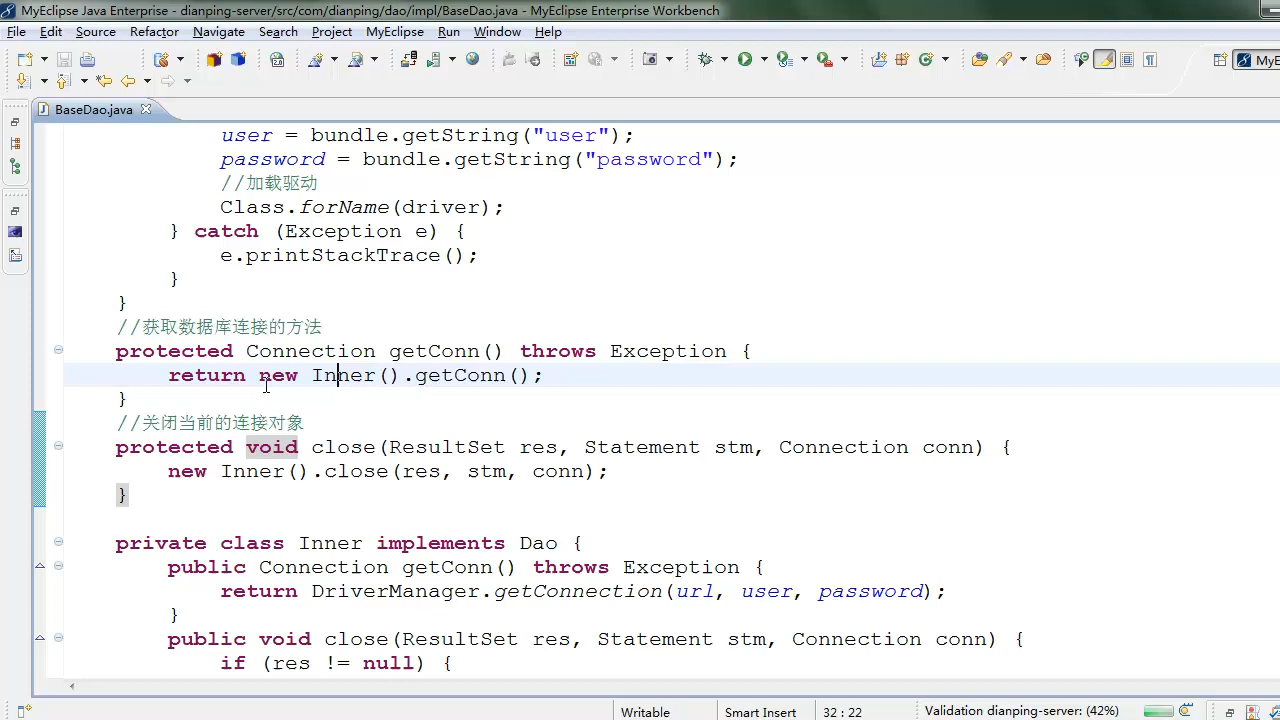 MyEclipse Java Enterprise - dianping-server/src/com/dianping/dao/impl/BaseDao.java - MyEclipse Enterprise Workbench
File Edit Source Refactor Navigate Search Project MyEclipse Run Window Help
MyE
BaseDao.java
user = bundle.getString("user");
password = bundle.getString("password");
//加载驱动
Class.forName(driver);
} catch (Exception e) {
e.printStackTrace();
}
}
//获取数据库连接的方法
protected Connection getConn() throws Exception {
return new Inner().getConn();
}
//关闭当前的连接对象
protected void close(ResultSet res, Statement stm, Connection conn) {
new Inner().close(res, stm, conn);
}
private class Inner implements Dao {
public Connection getConn() throws Exception {
return DriverManager.getConnection(url, user, password);
}
public void close(ResultSet res, Statement stm, Connection conn) {
if (res != null) {
Writable Smart Insert 32 : 22 Validation dianping-server: (42%)